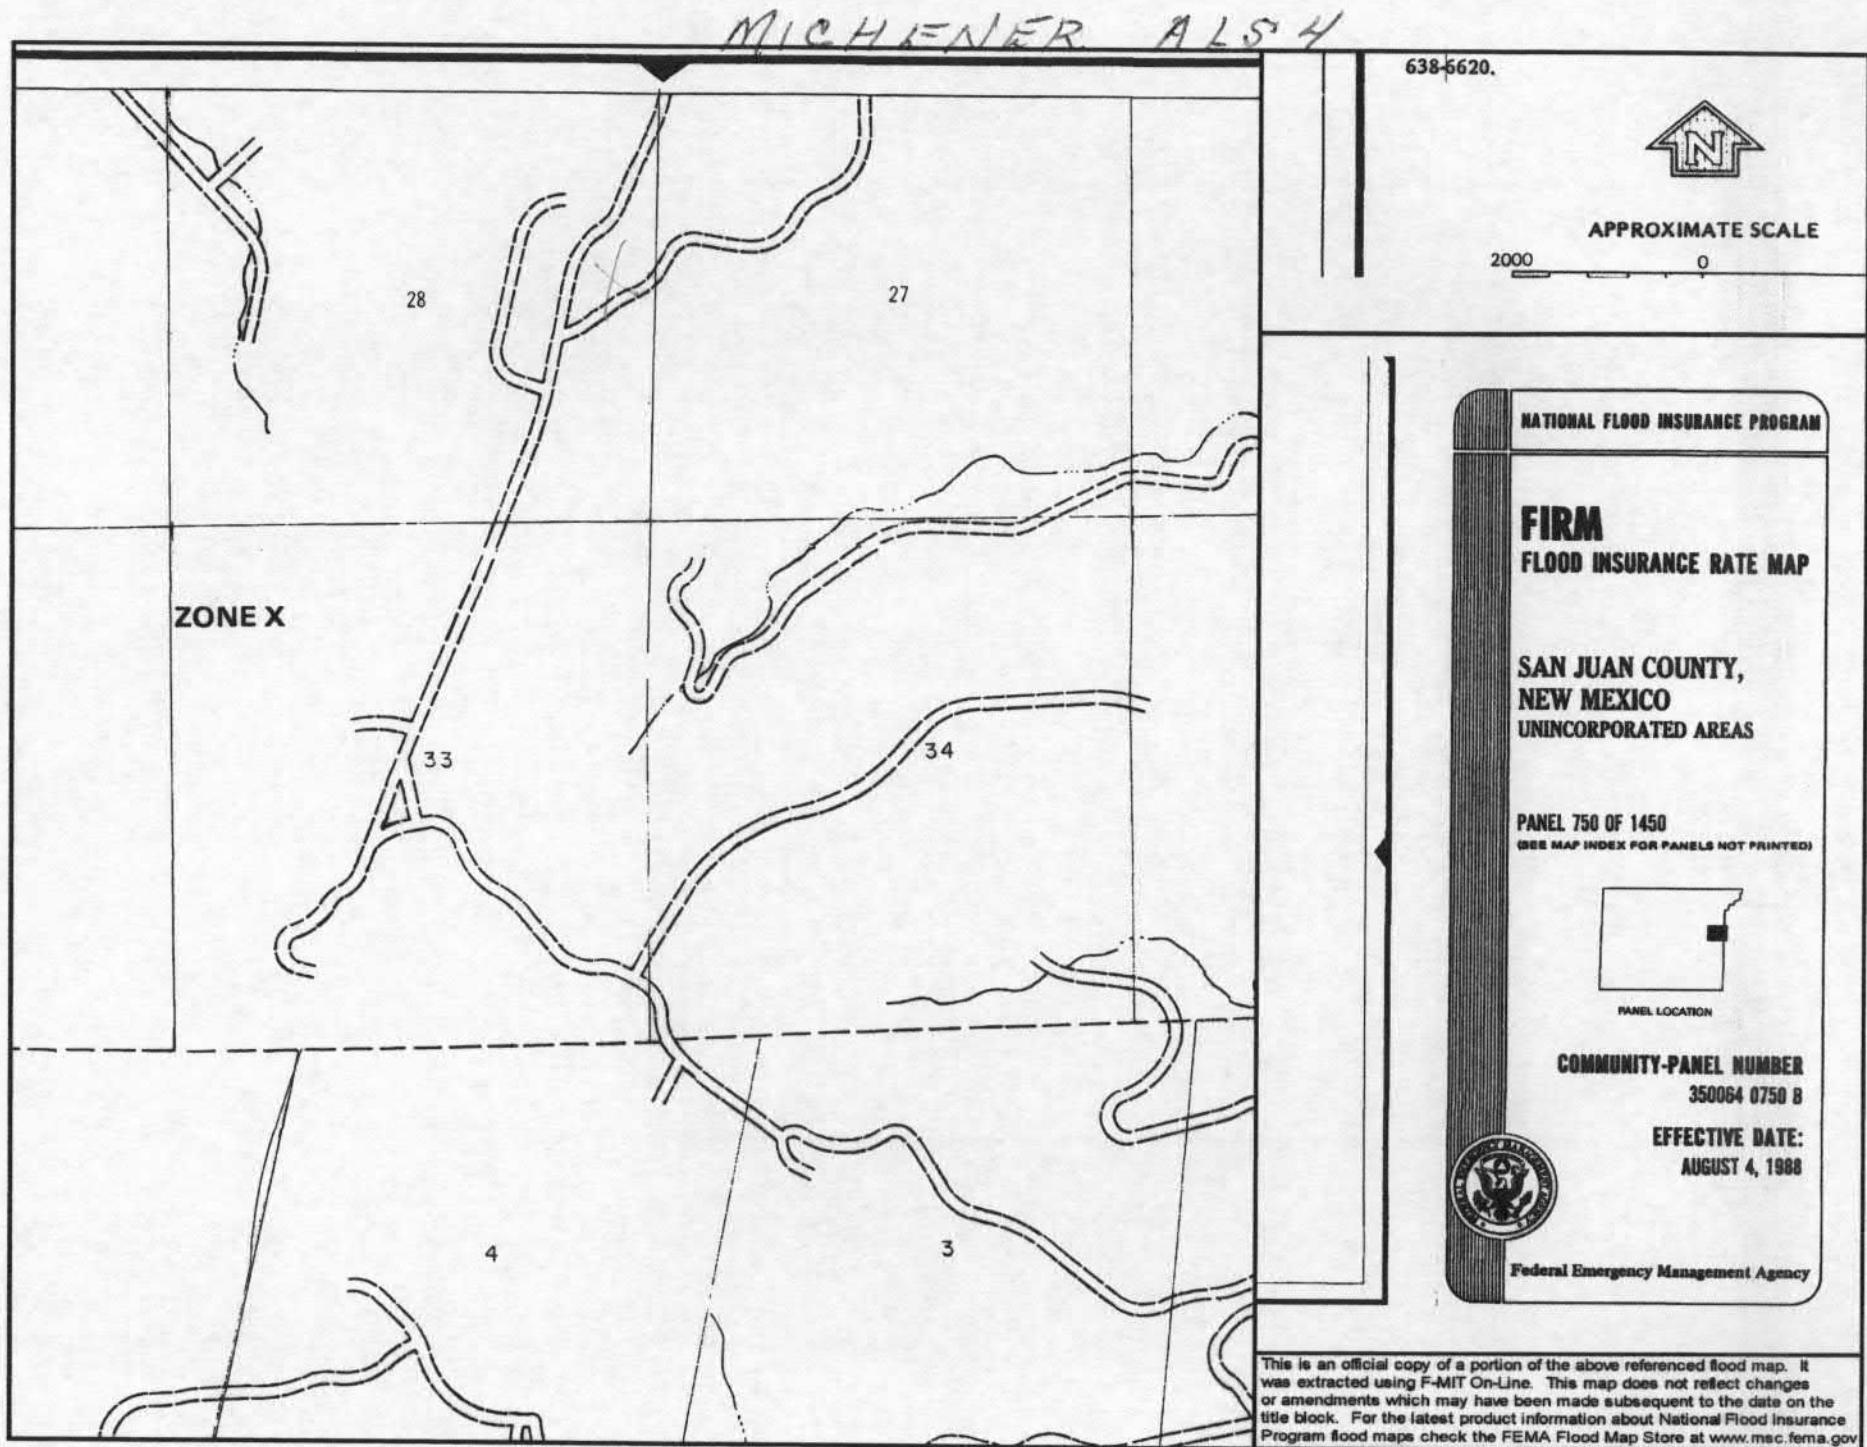 MICHENER ALS 4
638-6620.
N
APPROXIMATE SCALE
2000 0
28
27
ZONE X
33
34
4
3
NATIONAL FLOOD INSURANCE PROGRAM
FIRM
FLOOD INSURANCE RATE MAP
SAN JUAN COUNTY,
NEW MEXICO
UNINCORPORATED AREAS
PANEL 750 OF 1450
(SEE MAP INDEX FOR PANELS NOT PRINTED)
PANEL LOCATION
COMMUNITY-PANEL NUMBER
350064 0750 B
EFFECTIVE DATE:
AUGUST 4, 1988
Federal Emergency Management Agency
This is an official copy of a portion of the above referenced flood map. It
was extracted using F-MIT On-Line. This map does not reflect changes
or amendments which may have been made subsequent to the date on the
title block. For the latest product information about National Flood Insurance
Program flood maps check the FEMA Flood Map Store at www.msc.fema.gov